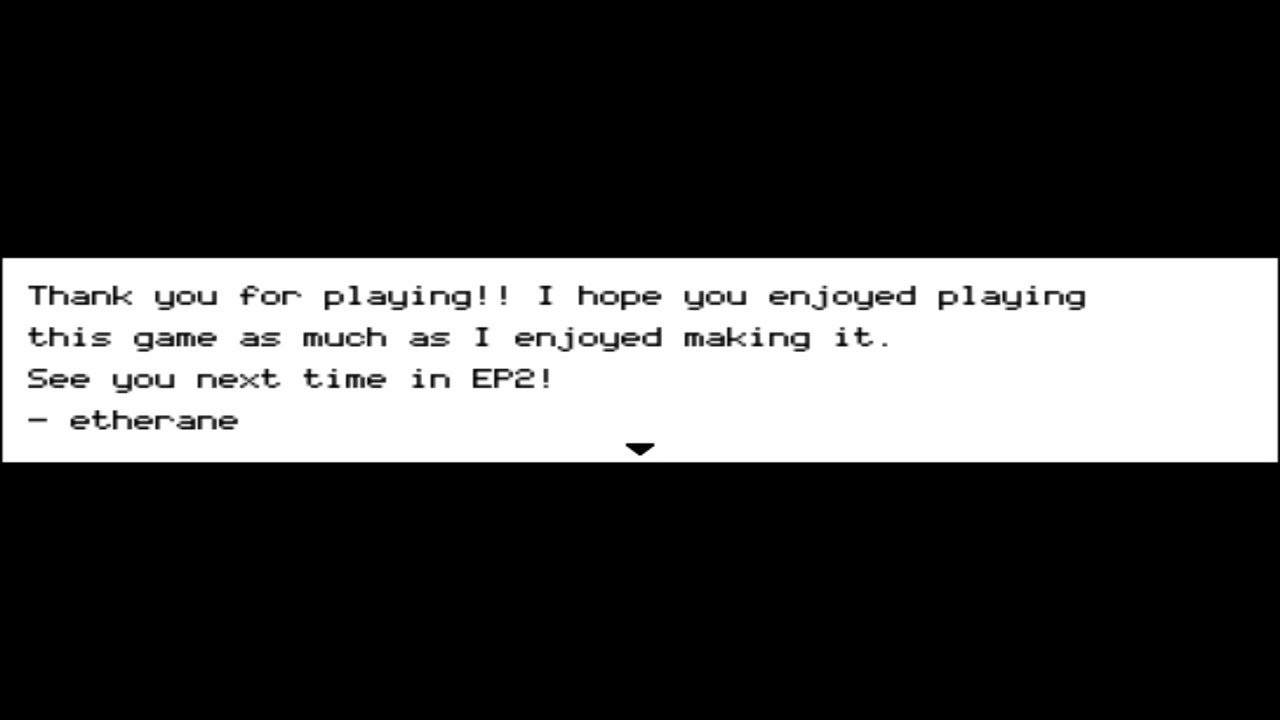 Thank you for playing!! I hope you enjoyed playing
this game as much as I enjoyed making it.
See you next time in EP2!
- etherane